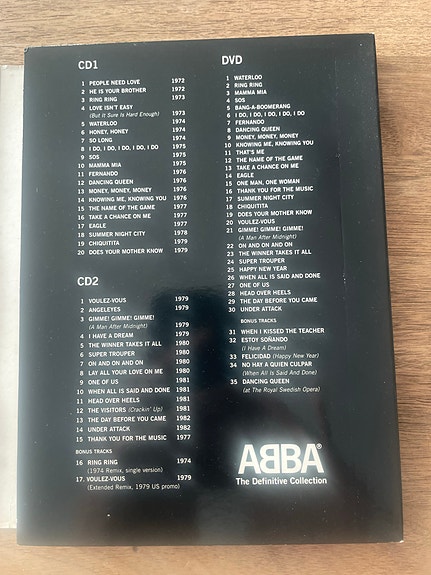 CD1
1 PEOPLE NEED LOVE 1972
2 HE IS YOUR BROTHER 1972
3 RING RING 1973
4 LOVE ISN'T EASY
(But it Sure Is Hard Enough) 1973
5 WATERLOO 1974
6 HONEY, HONEY 1974
7 SO LONG 1974
8 I DO, I DO, I DO, I DO, I DO 1975
9 SOS 1975
10 MAMMA MIA 1975
11 FERNANDO 1976
12 DANCING QUEEN 1976
13 MONEY, MONEY, MONEY 1976
14 KNOWING ME, KNOWING YOU 1976
15 THE NAME OF THE GAME 1977
16 TAKE A CHANCE ON ME 1977
17 EAGLE 1977
18 SUMMER NIGHT CITY 1978
19 CHIQUITITA 1979
20 DOES YOUR MOTHER KNOW 1979
CD2
1 VOULEZ-VOUS 1979
2 ANGELEYES 1979
3 GIMME! GIMME! GIMME!
(A Man After Midnight) 1979
4 I HAVE A DREAM 1979
5 THE WINNER TAKES IT ALL 1980
6 SUPER TROUPER 1980
7 ON AND ON AND ON 1980
8 LAY ALL YOUR LOVE ON ME 1980
9 ONE OF US 1981
10 WHEN ALL IS SAID AND DONE 1981
11 HEAD OVER HEELS 1981
12 THE VISITORS (Crackin' Up) 1981
13 THE DAY BEFORE YOU CAME 1982
14 UNDER ATTACK 1982
15 THANK YOU FOR THE MUSIC 1977
BONUS TRACKS
16 RING RING 1974
(1974 Remix, single version)
17. VOULEZ-VOUS 1979
(Extended Remix, 1979 US promo)
DVD
1 WATERLOO
2 RING RING
3 MAMMA MIA
4 SOS
5 BANG-A-BOOMERANG
6 I DO, I DO, I DO, I DO, I DO
7 FERNANDO
8 DANCING QUEEN
9 MONEY, MONEY, MONEY
10 KNOWING ME, KNOWING YOU
11 THAT'S ME
12 THE NAME OF THE GAME
13 TAKE A CHANCE ON ME
14 EAGLE
15 ONE MAN, ONE WOMAN
16 THANK YOU FOR THE MUSIC
17 SUMMER NIGHT CITY
18 CHIQUITITA
19 DOES YOUR MOTHER KNOW
20 VOULEZ-VOUS
21 GIMME! GIMME! GIMME!
(A Man After Midnight)
22 ON AND ON AND ON
23 THE WINNER TAKES IT ALL
24 SUPER TROUPER
25 HAPPY NEW YEAR
26 WHEN ALL IS SAID AND DONE
27 ONE OF US
28 HEAD OVER HEELS
29 THE DAY BEFORE YOU CAME
30 UNDER ATTACK
BONUS TRACKS
31 WHEN I KISSED THE TEACHER
32 ESTOY SOÑANDO
(I Have A Dream)
33 FELICIDAD (Happy New Year)
34 NO HAY A QUIEN CULPAR
(When All Is Said And Done)
35 DANCING QUEEN
(at The Royal Swedish Opera)
ABBA®
The Definitive Collection